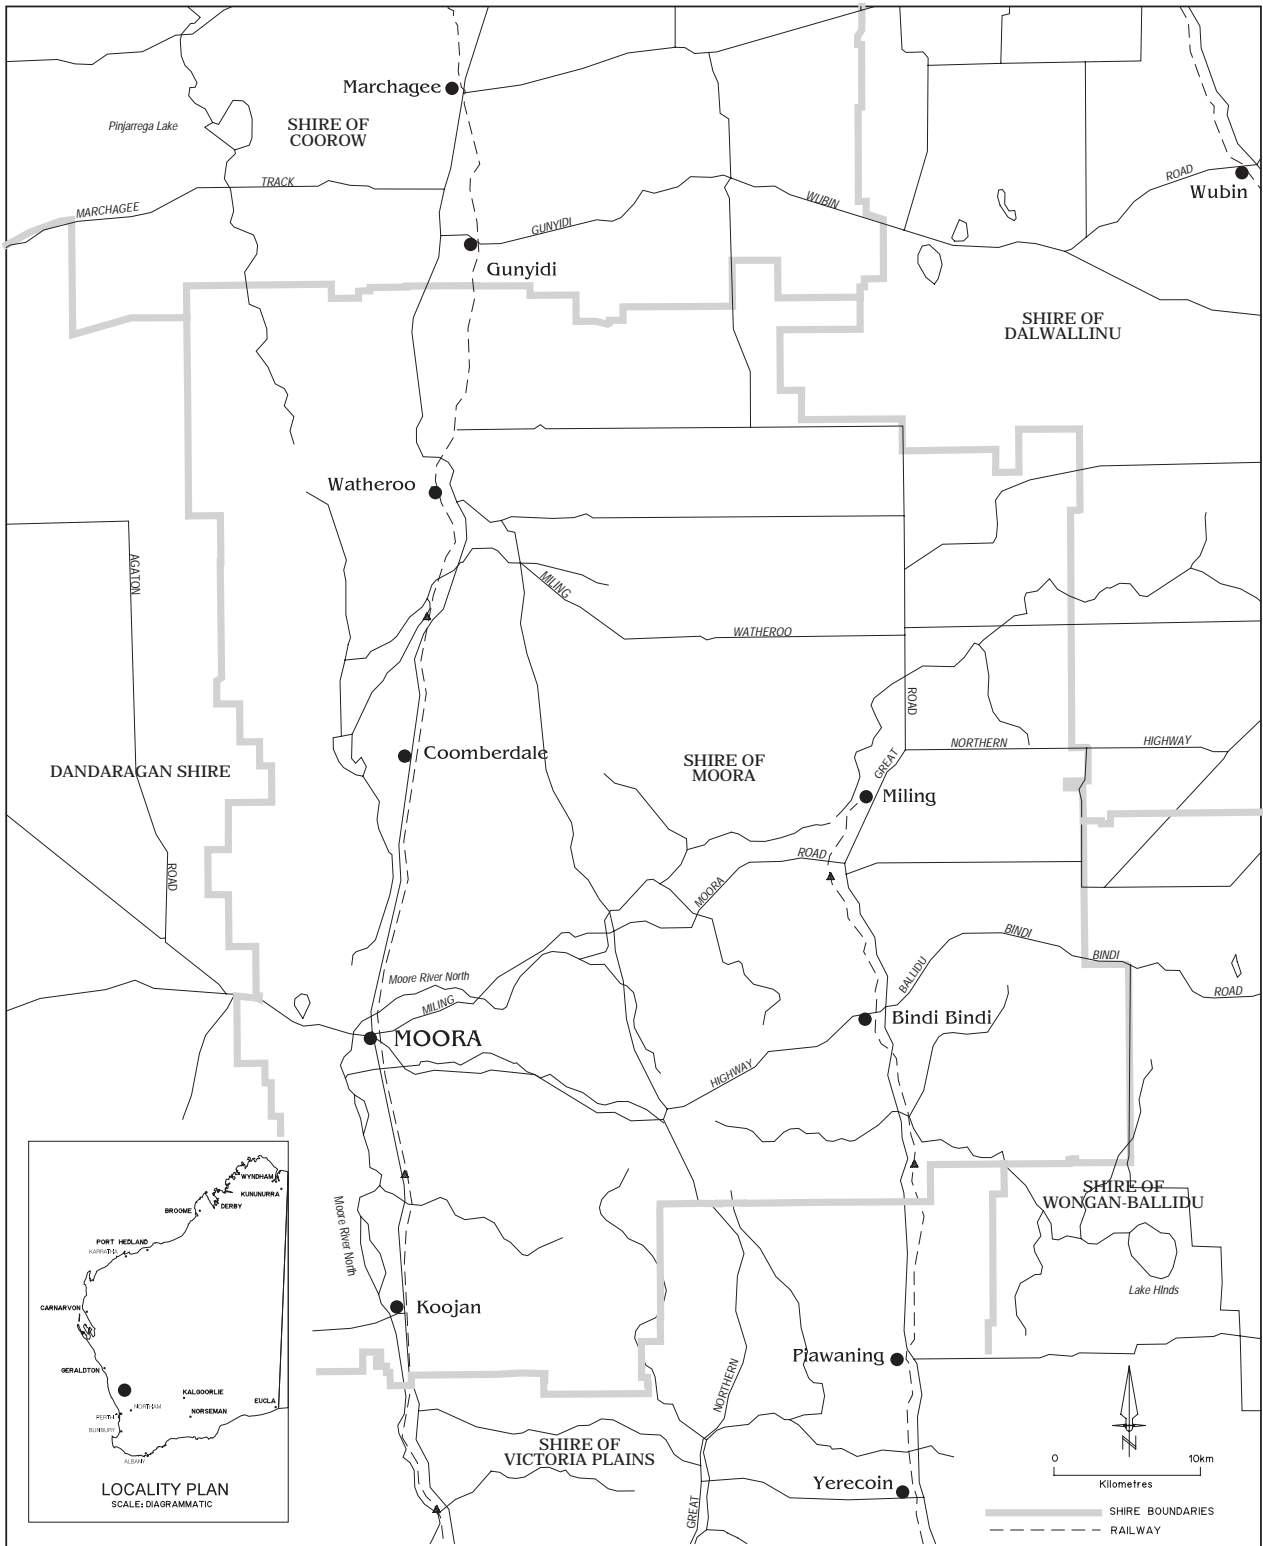 Marchagee
Pinjarrega Lake
SHIRE OF
COOROW
TRACK
MARCHAGEE
ROAD
Wubin
WUBIN
GUNYIDI
Gunyidi
SHIRE OF
DALWALLINU
Watheroo
AGATON
MILING
WATHEROO
ROAD
NORTHERN
HIGHWAY
GREAT
Coomberdale
SHIRE OF
MOORA
DANDARAGAN SHIRE
Miling
ROAD
ROAD
MOORA
BINDI
BINDI
ROAD
BALLIDU
Moore River North
MILING
Bindi Bindi
MOORA
HIGHWAY
SHIRE OF
WONGAN-BALLIDU
Moore River North
Lake HInds
Koojan
Piawaning
NORTHERN
SHIRE OF
VICTORIA PLAINS
Yerecoin
GREAT
WYNDHAM
KUNUNURRA
DERBY
BROOME
PORT HEDLAND
KARRATHA
CARNARVON
GERALDTON
KALGOORLIE
EUCLA
NORTHAM
NORSEMAN
PERTH
BUNBURY
ALBANY
LOCALITY PLAN
SCALE: DIAGRAMMATIC
N
0 10km
Kilometres
SHIRE BOUNDARIES
RAILWAY